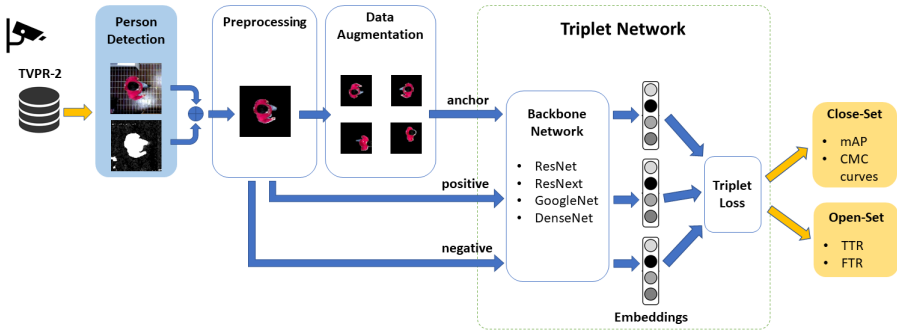 TVPR-2
Person
Detection
Preprocessing
Data
Augmentation
Triplet Network
anchor
positive
negative
Backbone
Network
• ResNet
• ResNext
• GoogleNet
• DenseNet
Embeddings
Triplet
Loss
Close-Set
• mAP
• CMC
curves
Open-Set
• TTR
• FTR